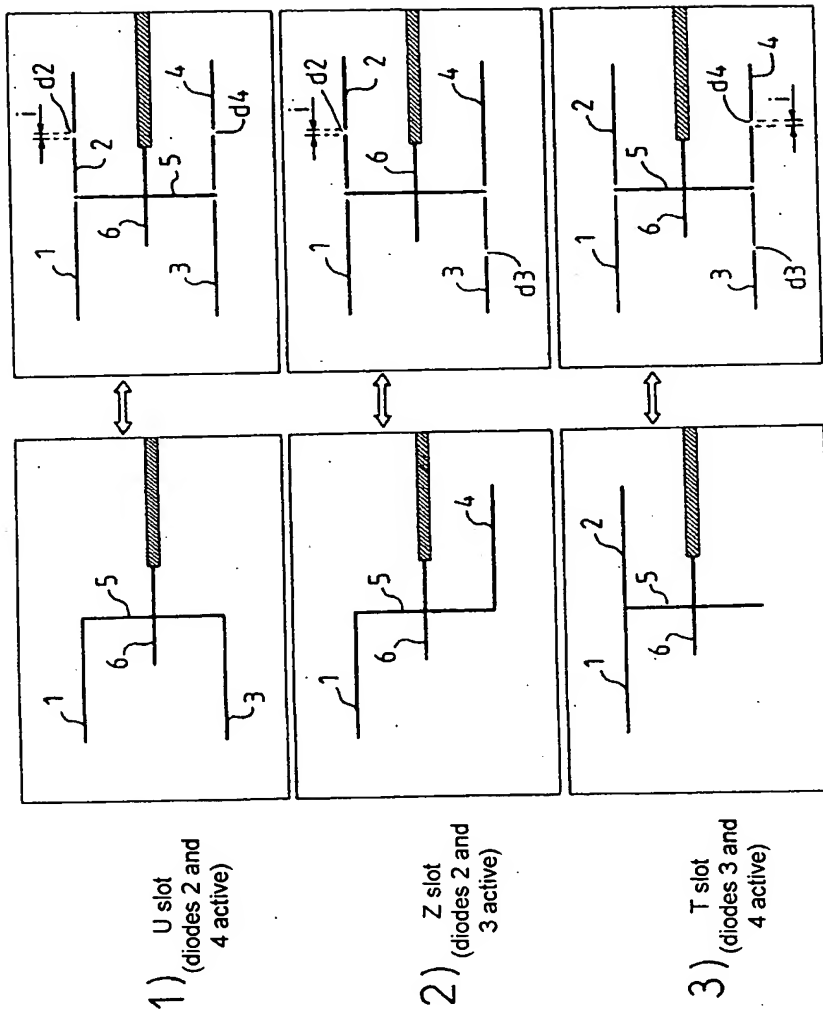 1)
U slot
(diodes 2 and
4 active)
1
5
6
3
i
d2
1
2
5
6
4
d4
3
2)
Z slot
(diodes 2 and
3 active)
1
5
6
4
i
d2
1
2
6
4
3
d3
3)
T slot
(diodes 3 and
4 active)
1
2
5
6
1
2
5
6
d4
4
3
d3
i